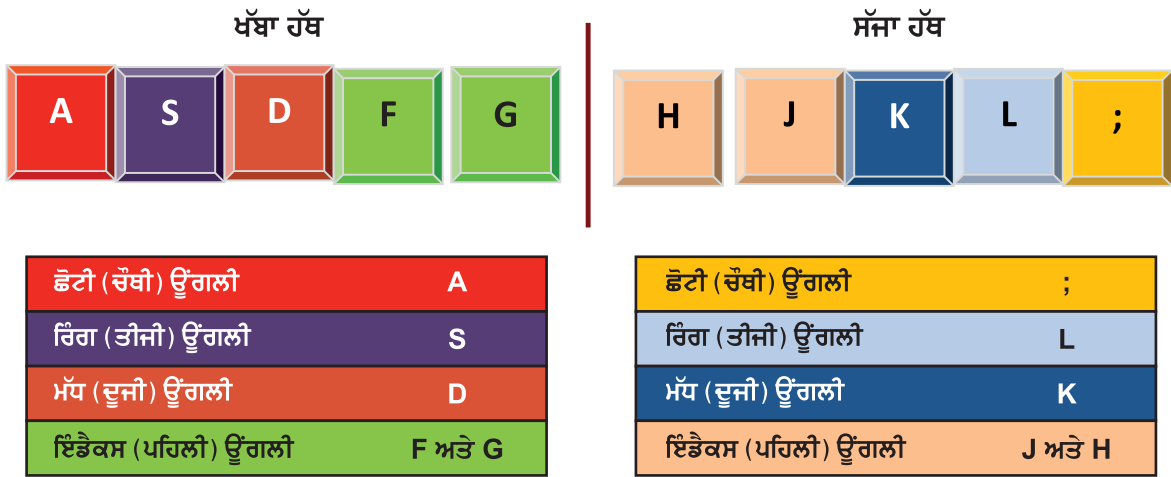 ਖੱਬਾ ਹੱਥ
A S D F G
ਛੋਟੀ (ਚੌਥੀ) ਊਂਗਲੀ A
ਰਿੰਗ (ਤੀਜੀ) ਊਂਗਲੀ S
ਮੱਧ (ਦੂਜੀ) ਊਂਗਲੀ D
ਇੰਡੈਕਸ (ਪਹਿਲੀ) ਊਂਗਲੀ F ਅਤੇ G
ਸੱਜਾ ਹੱਥ
H J K L ;
ਛੋਟੀ (ਚੌਥੀ) ਊਂਗਲੀ ;
ਰਿੰਗ (ਤੀਜੀ) ਊਂਗਲੀ L
ਮੱਧ (ਦੂਜੀ) ਊਂਗਲੀ K
ਇੰਡੈਕਸ (ਪਹਿਲੀ) ਊਂਗਲੀ J ਅਤੇ H